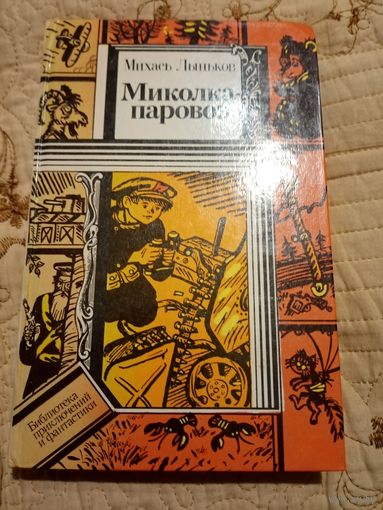 Михась Лыньков
Миколка-
паровоз
Библиотека
приключений
и фантастики